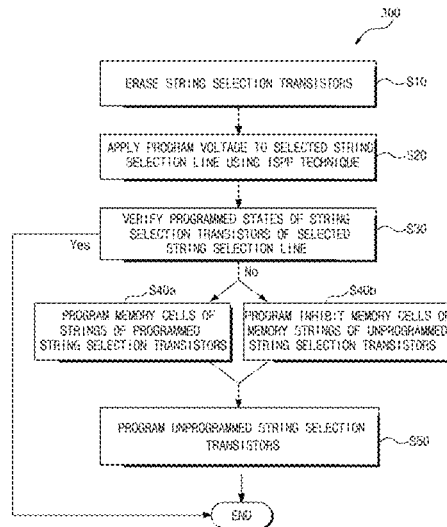 300
ERASE STRING SELECTION TRANSISTORS
S10
APPLY PROGRAM VOLTAGE TO SELECTED STRING
SELECTION LINE USING ISPP TECHNIQUE
S20
VERIFY PROGRAMMED STATES OF STRING
SELECTION TRANSISTORS OF SELECTED
STRING SELECTION LINE
S30
Yes
No
S40a
S40b
PROGRAM MEMORY CELLS OF
STRINGS OF PROGRAMMED
STRING SELECTION TRANSISTORS
PROGRAM INHIBIT MEMORY CELLS OF
MEMORY STRINGS OF UNPROGRAMMED
STRING SELECTION TRANSISTORS
PROGRAM UNPROGRAMMED STRING SELECTION
TRANSISTORS
S50
END